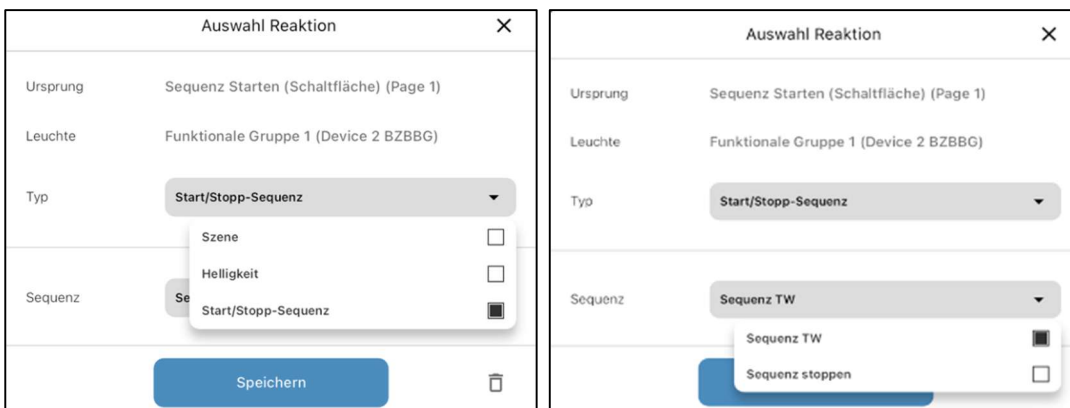 Auswahl Reaktion
Ursprung Sequenz Starten (Schaltfläche) (Page 1)
Leuchte Funktionale Gruppe 1 (Device 2 BZBBG)
Typ Start/Stopp-Sequenz
Szene
Helligkeit
Sequenz Se
Start/Stopp-Sequenz
Speichern
Auswahl Reaktion
Ursprung Sequenz Starten (Schaltfläche) (Page 1)
Leuchte Funktionale Gruppe 1 (Device 2 BZBBG)
Typ Start/Stopp-Sequenz
Sequenz Sequenz TW
Sequenz TW
Sequenz stoppen